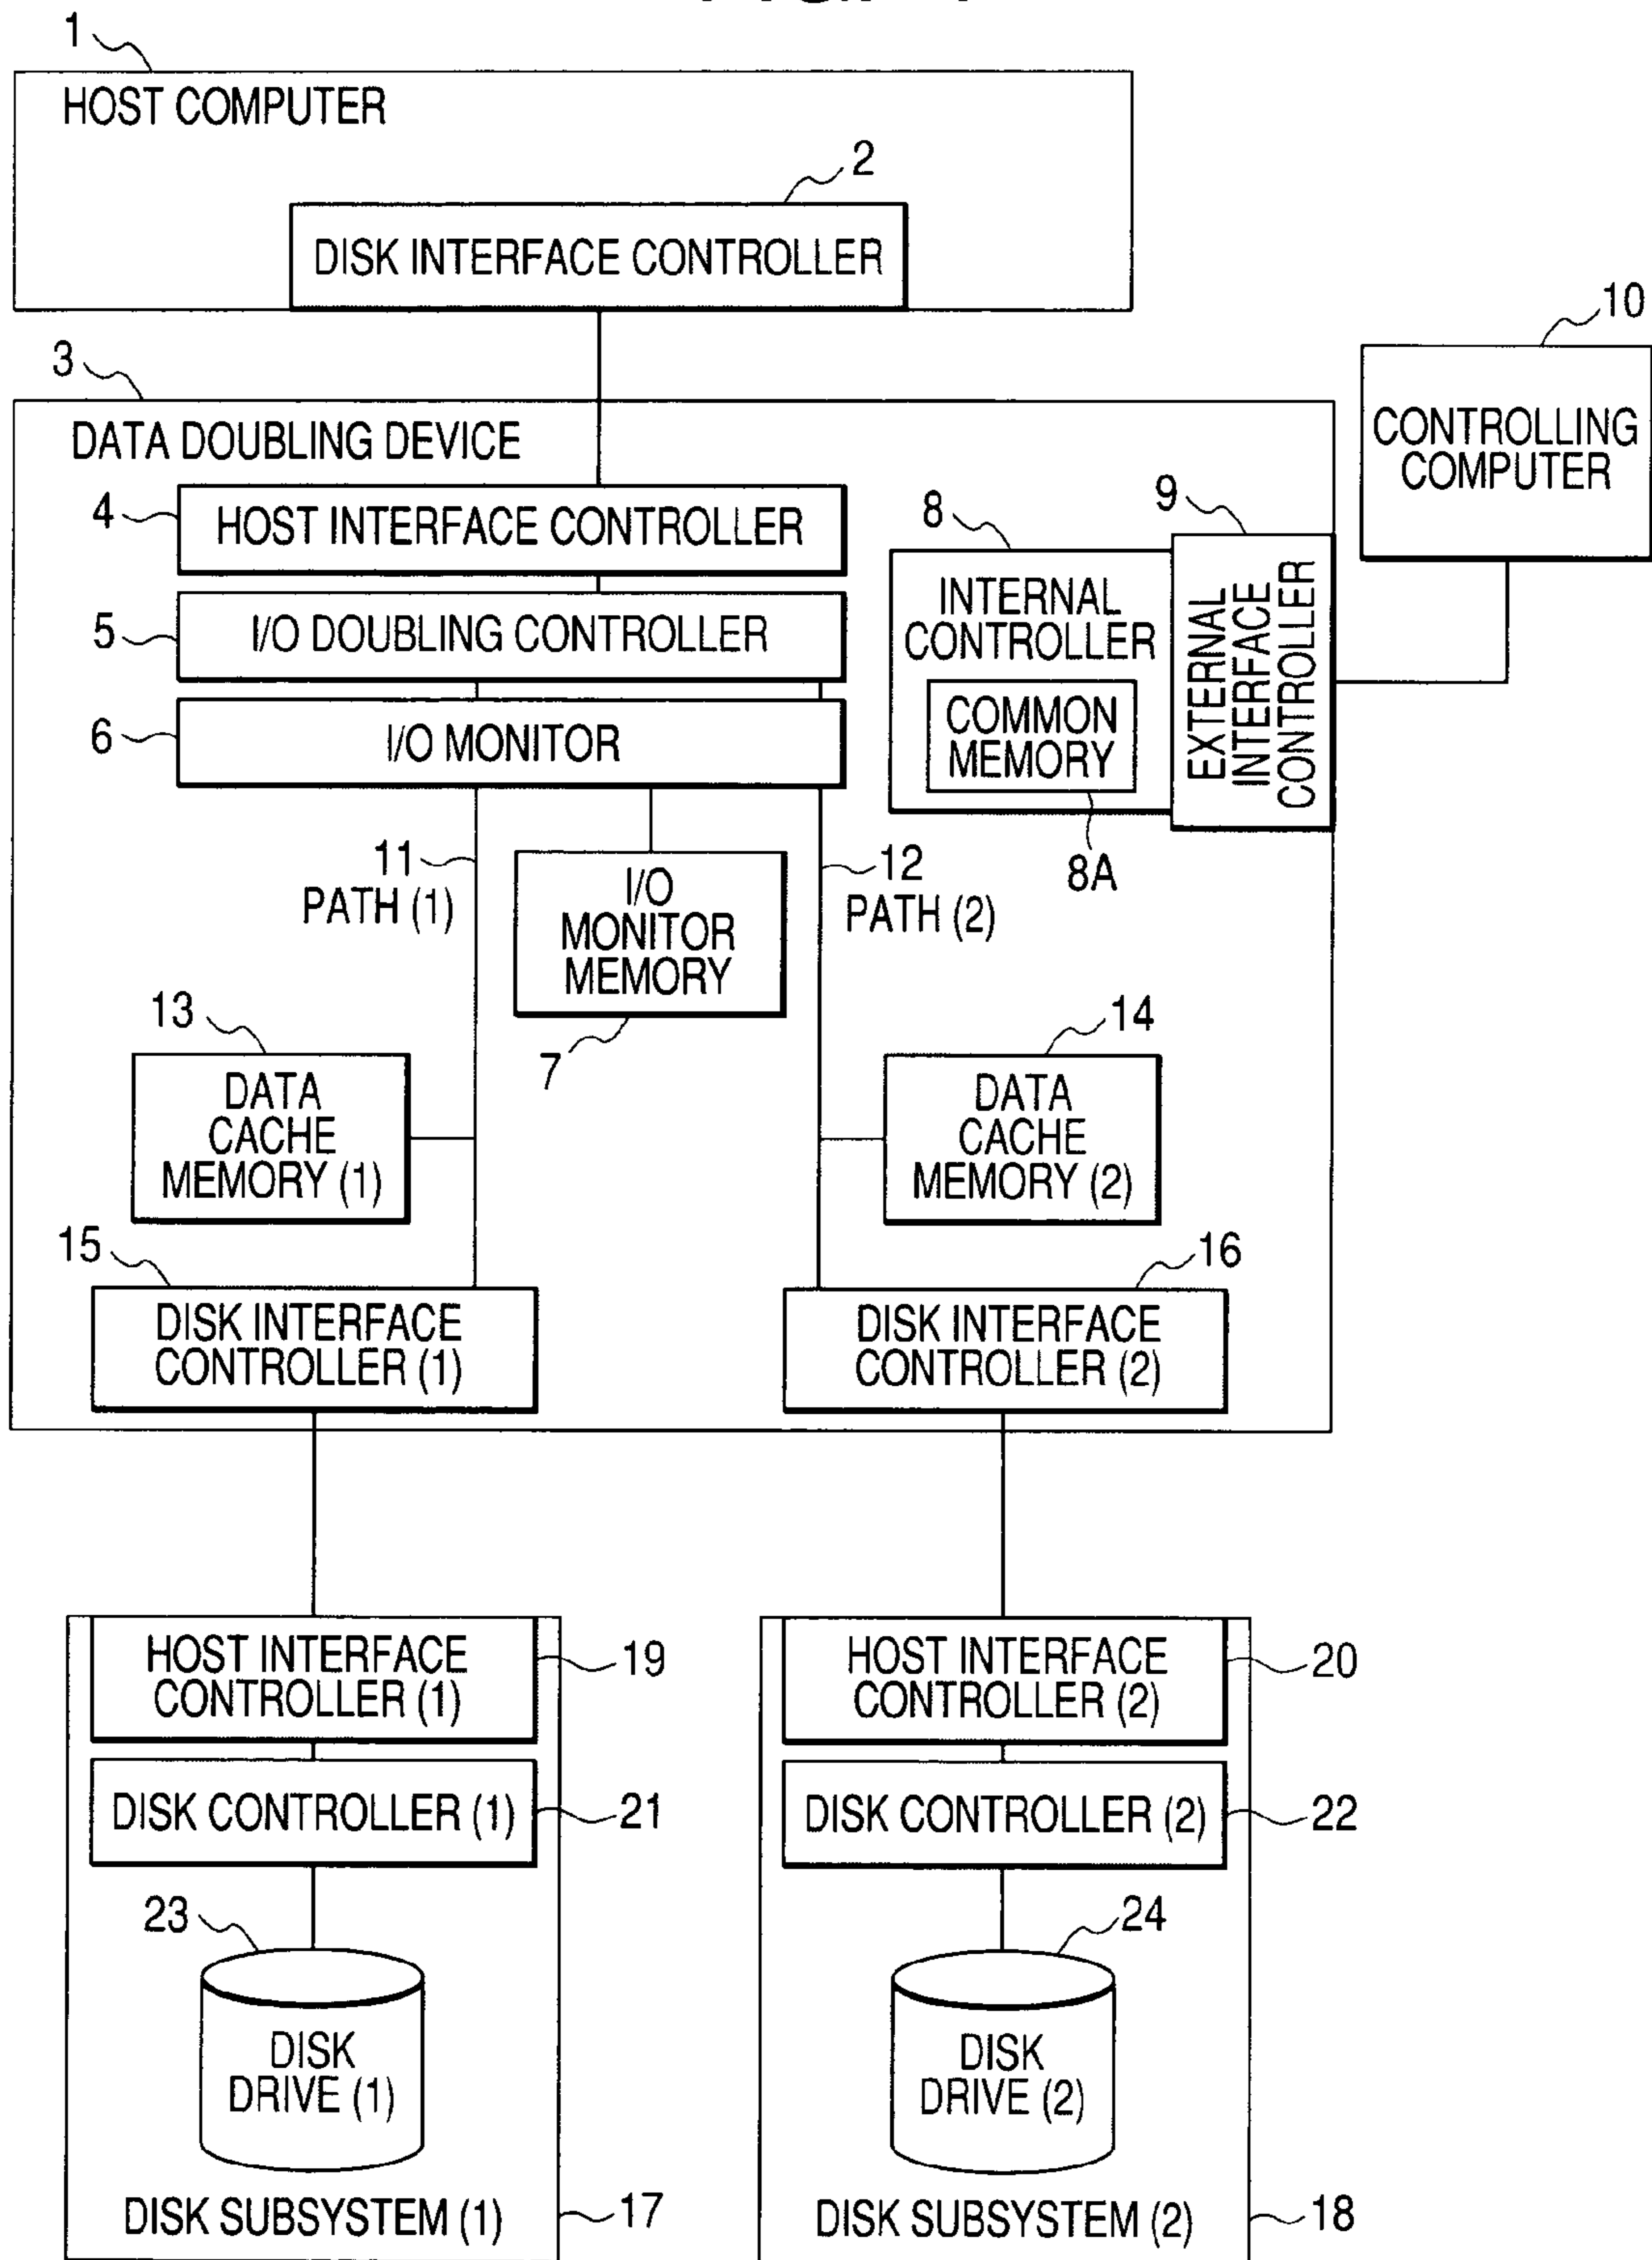 1
HOST COMPUTER
2
DISK INTERFACE CONTROLLER
10
CONTROLLING
COMPUTER
3
DATA DOUBLING DEVICE
4
HOST INTERFACE CONTROLLER
5
I/O DOUBLING CONTROLLER
6
I/O MONITOR
8
INTERNAL
CONTROLLER
COMMON
MEMORY
8A
9
EXTERNAL
INTERFACE
CONTROLLER
11
PATH (1)
I/O
MONITOR
MEMORY
7
12
PATH (2)
13
DATA
CACHE
MEMORY (1)
14
DATA
CACHE
MEMORY (2)
15
DISK INTERFACE
CONTROLLER (1)
16
DISK INTERFACE
CONTROLLER (2)
HOST INTERFACE
CONTROLLER (1)
19
HOST INTERFACE
CONTROLLER (2)
20
DISK CONTROLLER (1)
21
DISK CONTROLLER (2)
22
23
DISK
DRIVE (1)
24
DISK
DRIVE (2)
DISK SUBSYSTEM (1)
17
DISK SUBSYSTEM (2)
18